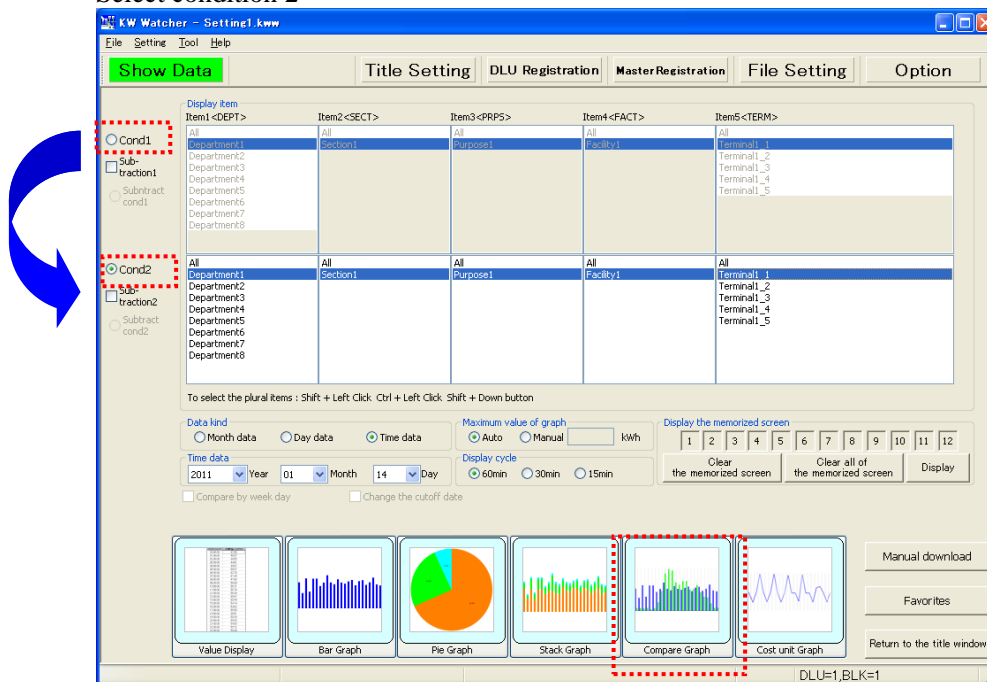 Select condition 2
KW Watcher - Setting1.kww
File Setting Tool Help
Show Data Title Setting DLU Registration Master Registration File Setting Option
Display item
Item1<DEPT> Item2<SECT> Item3<PRPS> Item4<FACT> Item5<TERM>
Cond1
Sub-
traction1
Subntract
cond1
All All All All All
Department1 Section1 Purpose1 Facility1 Terminal1_1
Department2 Terminal1_2
Department3 Terminal1_3
Department4 Terminal1_4
Department5 Terminal1_5
Department6
Department7
Department8
Cond2
Sub-
traction2
Subtract
cond2
All All All All All
Department1 Section1 Purpose1 Facility1 Terminal1_1
Department2 Terminal1_2
Department3 Terminal1_3
Department4 Terminal1_4
Department5 Terminal1_5
Department6
Department7
Department8
To select the plural items : Shift + Left Click Ctrl + Left Click Shift + Down button
Data kind
Month data Day data Time data
Maximum value of graph
Auto Manual kWh
Display the memorized screen
1 2 3 4 5 6 7 8 9 10 11 12
Clear
the memorized screen
Clear all of
the memorized screen
Display
Time data
2011 Year 01 Month 14 Day
Display cycle
60min 30min 15min
Compare by week day Change the cutoff date
Value Display Bar Graph Pie Graph Stack Graph Compare Graph Cost unit Graph
Manual download
Favorites
Return to the title window
DLU=1,BLK=1